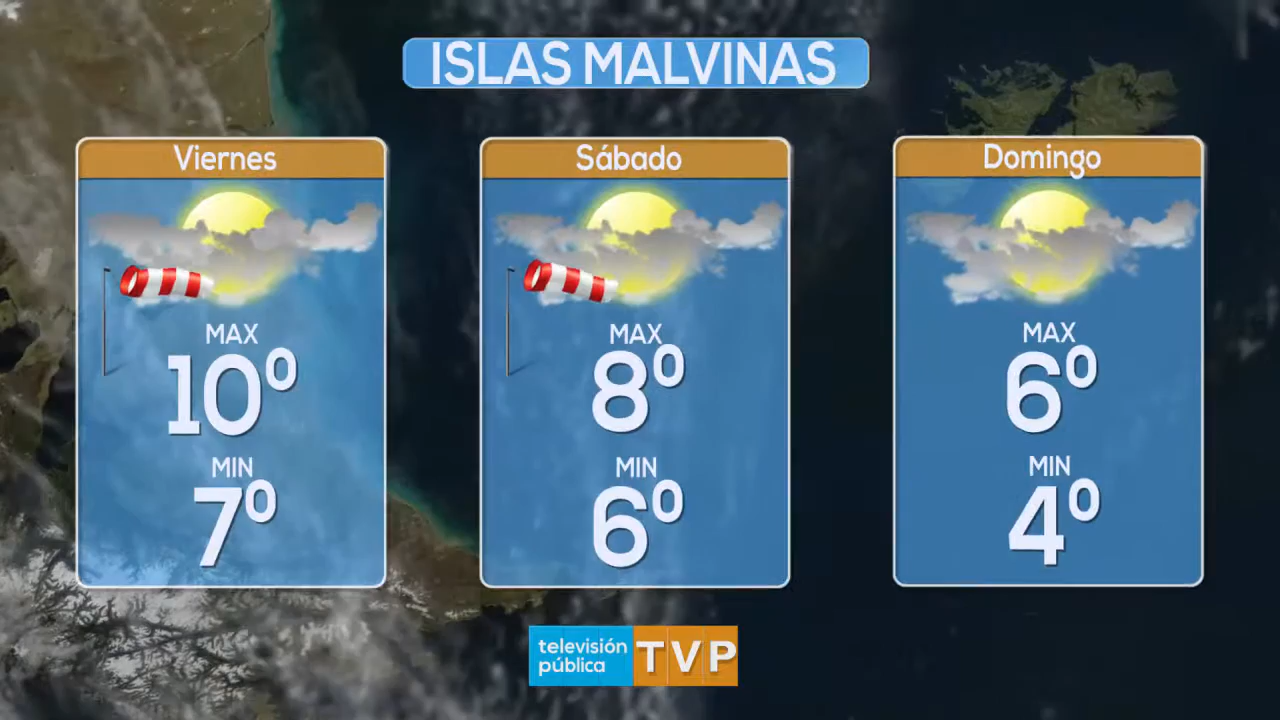 ISLAS MALVINAS
Viernes
MAX
10º
MIN
7º
Sábado
MAX
8º
MIN
6º
Domingo
MAX
6º
MIN
4º
televisión
pública
TVP